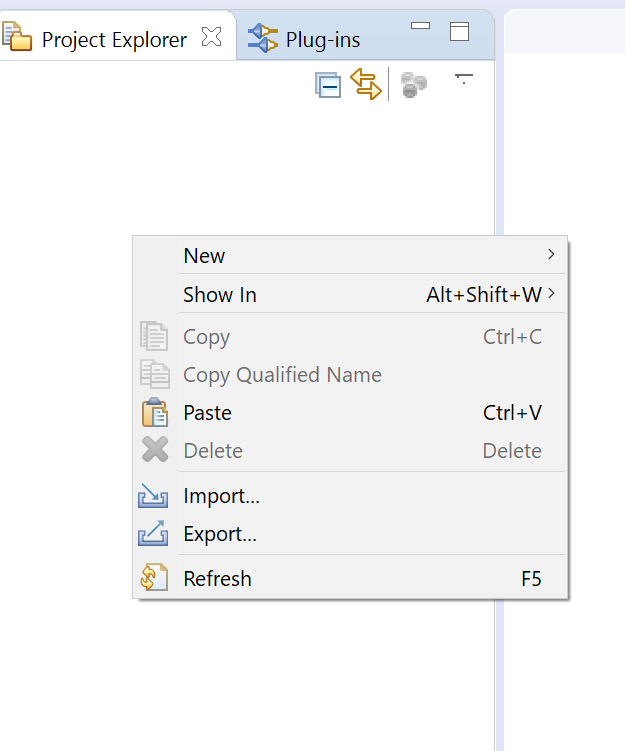 Project Explorer Plug-ins
New
Show In Alt+Shift+W
Copy Ctrl+C
Copy Qualified Name
Paste Ctrl+V
Delete Delete
Import...
Export...
Refresh F5